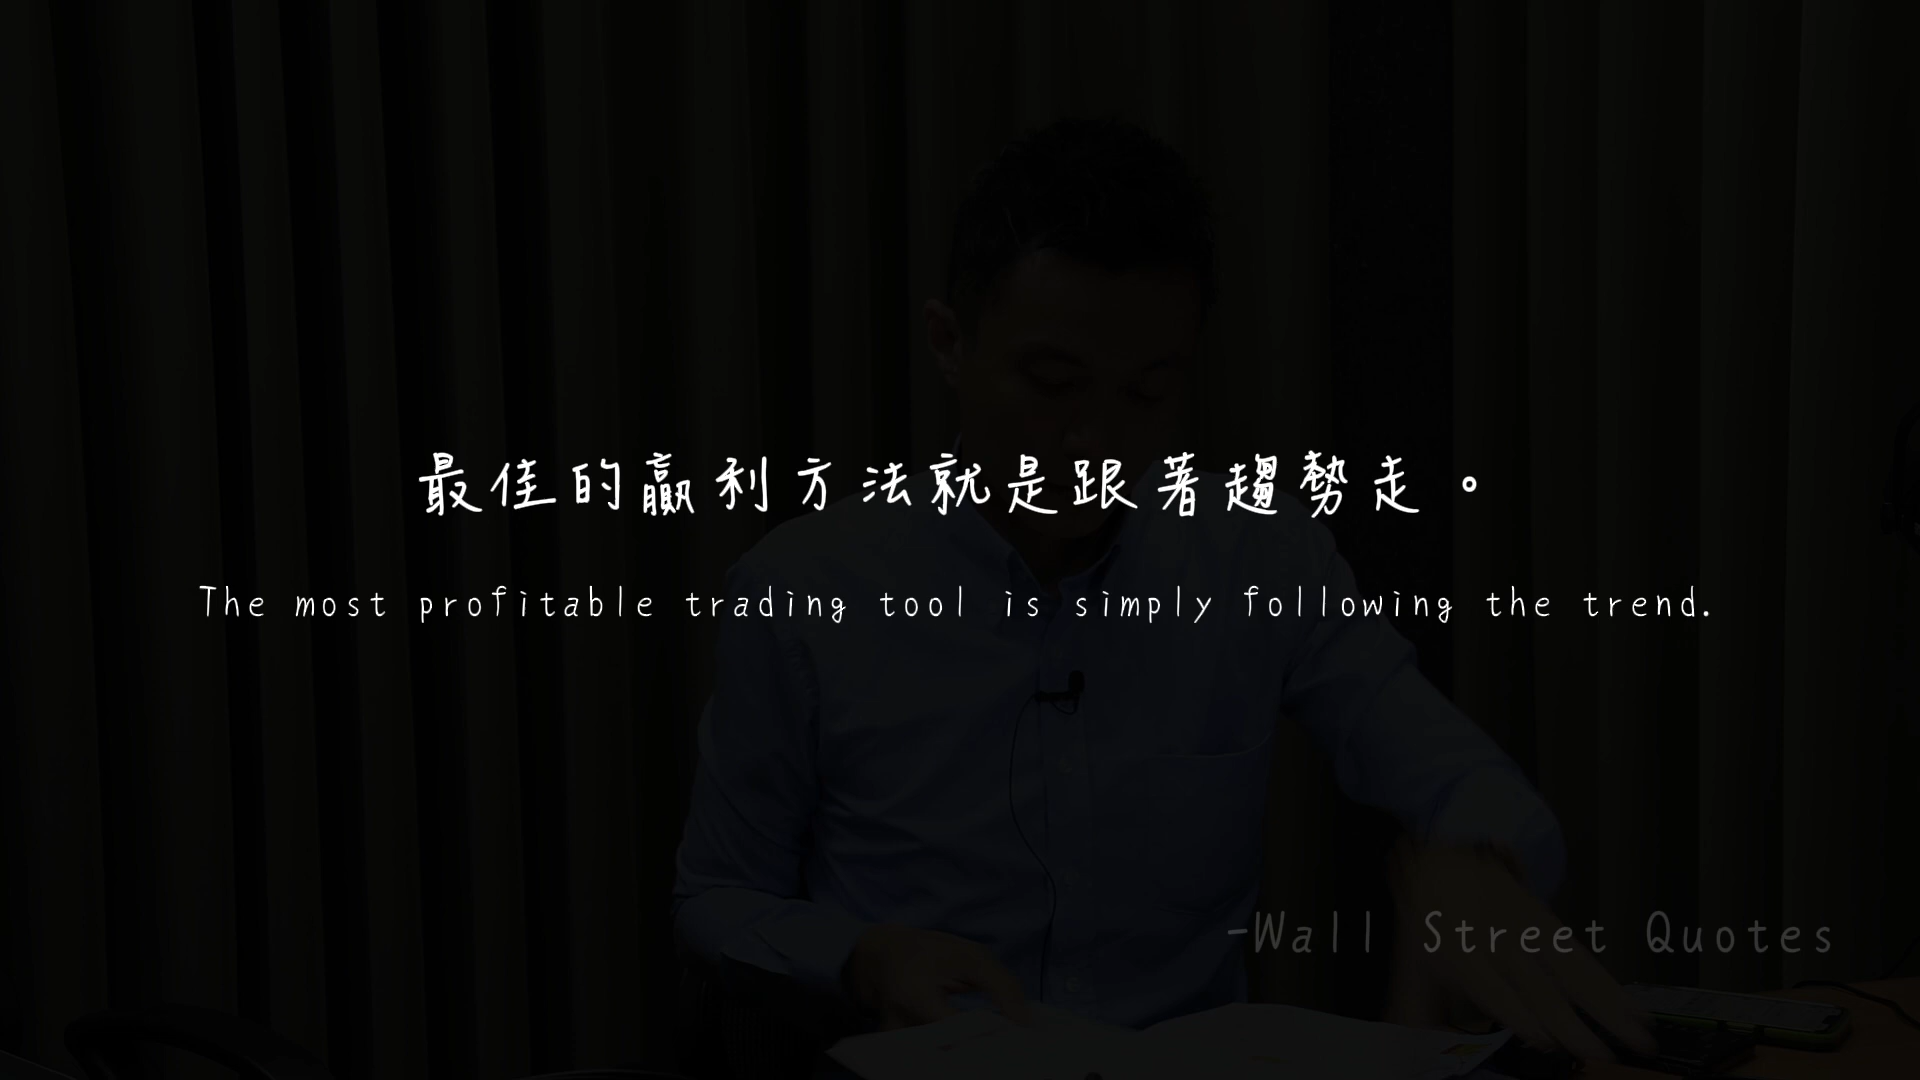 最佳的贏利方法就是跟著趨勢走。
The most profitable trading tool is simply following the trend.
-Wall Street Quotes